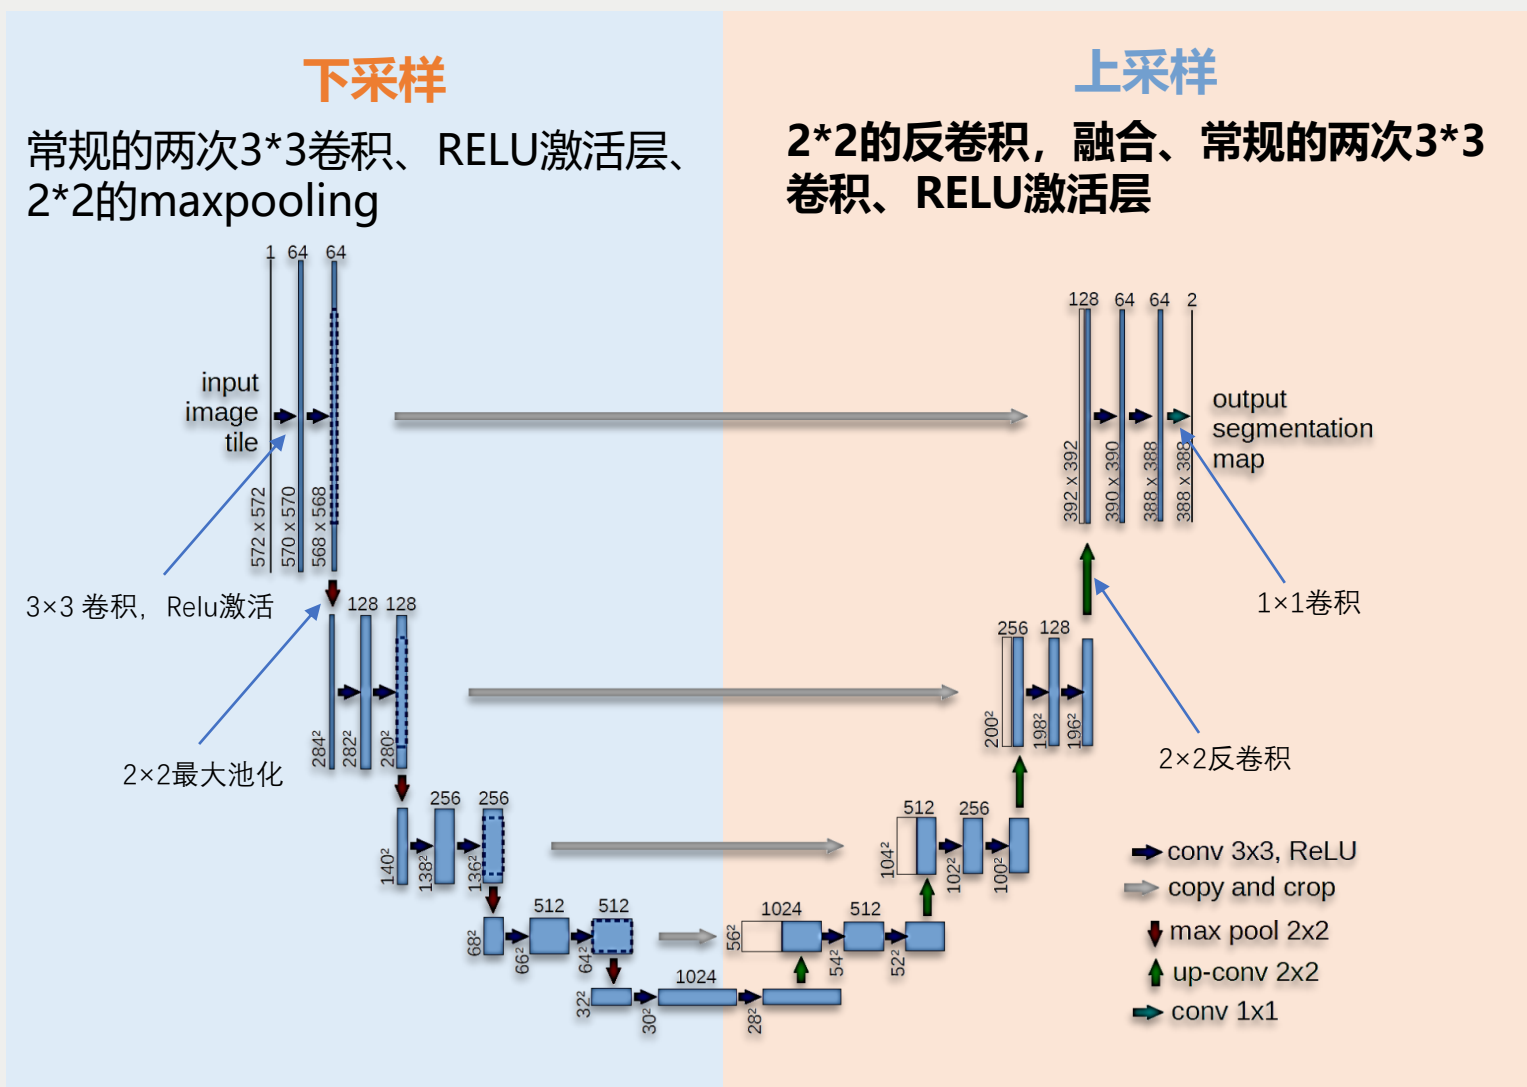 下采样
常规的两次3*3卷积、RELU激活层、
2*2的maxpooling
上采样
2*2的反卷积，融合、常规的两次3*3
卷积、RELU激活层
1
64
64
input
image
tile
572 x 572
570 x 570
568 x 568
128
64
64
2
392 x 392
390 x 390
388 x 388
388 x 388
output
segmentation
map
3×3 卷积，Relu激活
1×1卷积
128
128
284²
282²
280²
256
128
200²
198²
196²
2×2最大池化
2×2反卷积
256
256
140²
138²
136²
512
256
104²
102²
100²
512
512
68²
66²
64²
1024
512
56²
54²
52²
1024
32²
30²
28²
conv 3x3, ReLU
copy and crop
max pool 2x2
up-conv 2x2
conv 1x1